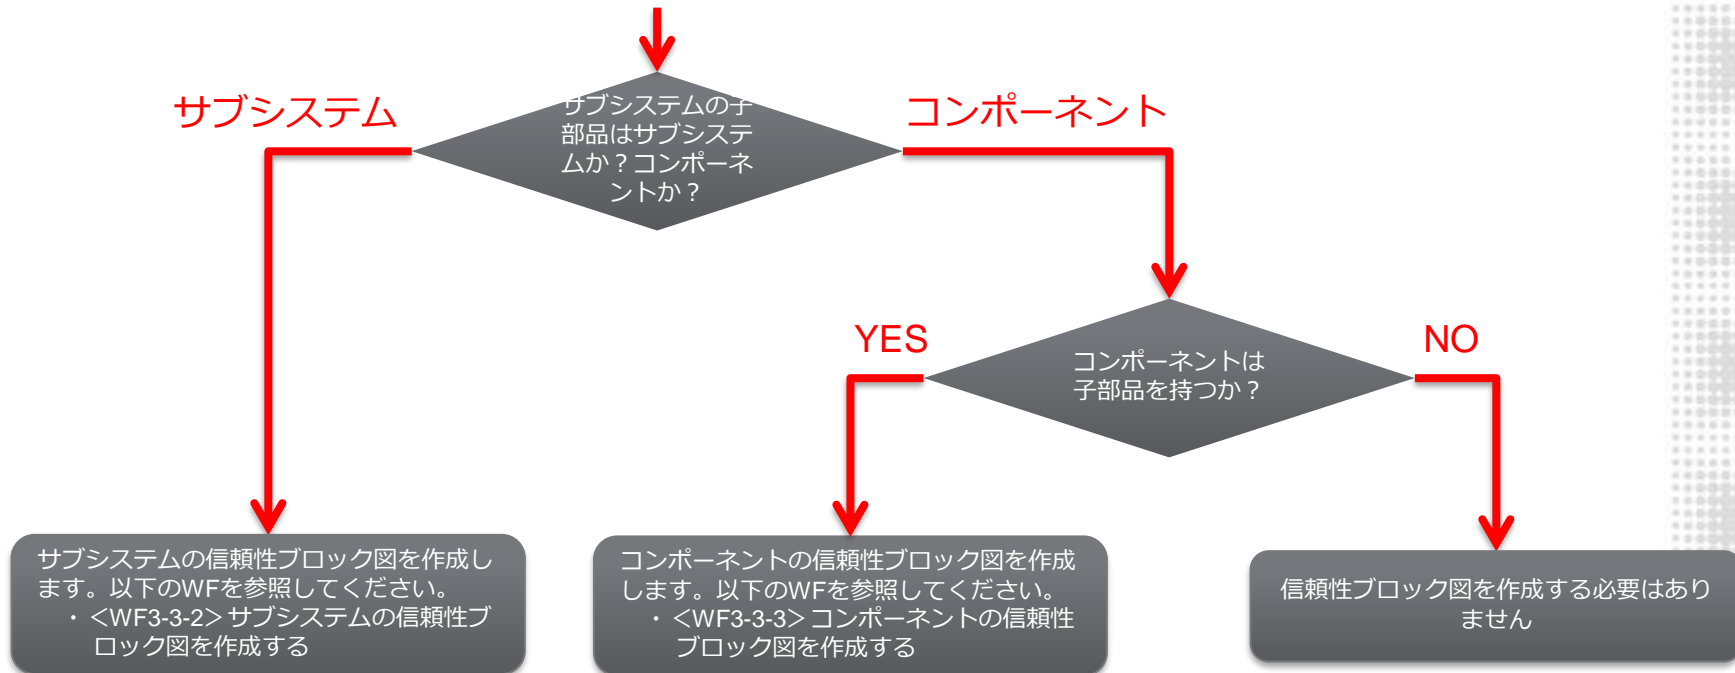 サブシステム
サブシステムの子
部品はサブシステ
ムか？コンポーネ
ントか？
コンポーネント
YES
コンポーネントは
子部品を持つか？
NO
サブシステムの信頼性ブロック図を作成し
ます。以下のWFを参照してください。
・<WF3-3-2>サブシステムの信頼性ブ
ロック図を作成する
コンポーネントの信頼性ブロック図を作成
します。以下のWFを参照してください。
・<WF3-3-3>コンポーネントの信頼性
ブロック図を作成する
信頼性ブロック図を作成する必要はあり
ません